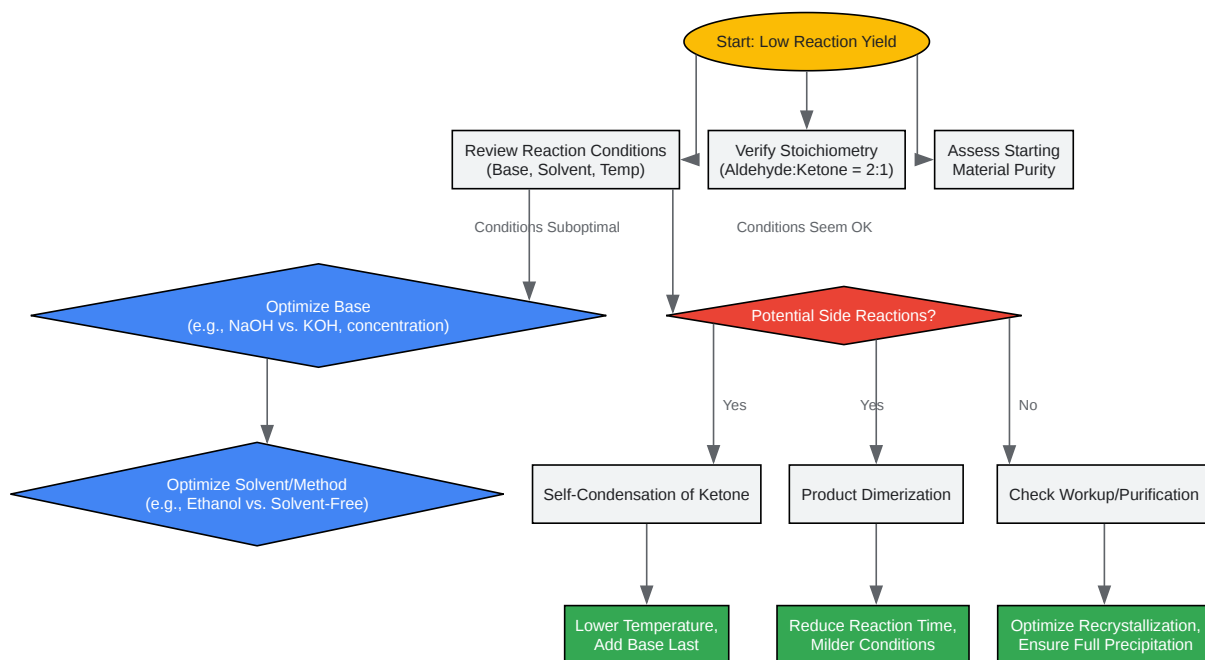 Start: Low Reaction Yield
Review Reaction Conditions
(Base, Solvent, Temp)
Verify Stoichiometry
(Aldehyde:Ketone = 2:1)
Assess Starting
Material Purity
Conditions Suboptimal
Conditions Seem OK
Optimize Base
(e.g., NaOH vs. KOH, concentration)
Potential Side Reactions?
Yes
Yes
No
Optimize Solvent/Method
(e.g., Ethanol vs. Solvent-Free)
Self-Condensation of Ketone
Product Dimerization
Check Workup/Purification
Lower Temperature,
Add Base Last
Reduce Reaction Time,
Milder Conditions
Optimize Recrystallization,
Ensure Full Precipitation